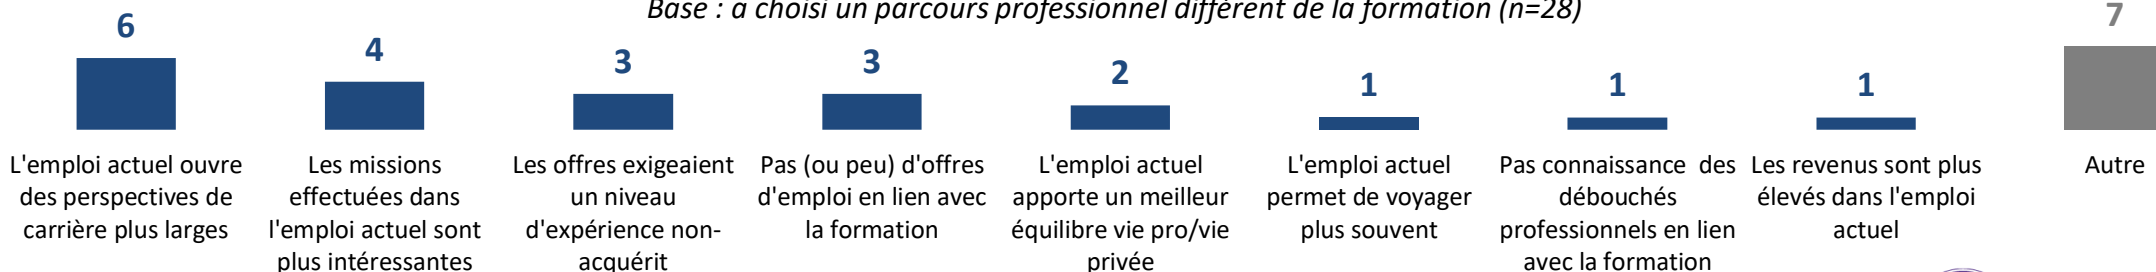 Base : a choisi un parcours professionnel différent de la formation (n=28)
6
4
3
3
2
1
1
1
7
L'emploi actuel ouvre
des perspectives de
carrière plus larges
Les missions
effectuées dans
l'emploi actuel sont
plus intéressantes
Les offres exigeaient
un niveau
d'expérience non-
acquérit
Pas (ou peu) d'offres
d'emploi en lien avec
la formation
L'emploi actuel
apporte un meilleur
équilibre vie pro/vie
privée
L'emploi actuel
permet de voyager
plus souvent
Pas connaissance des
débouchés
professionnels en lien
avec la formation
Les revenus sont plus
élevés dans l'emploi
actuel
Autre